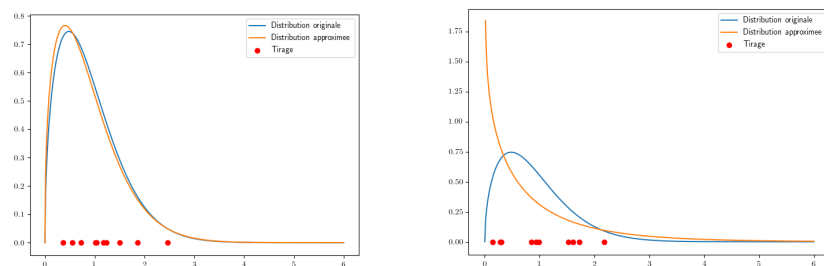 0.8
0.7
0.6
0.5
0.4
0.3
0.2
0.1
0.0
0 1 2 3 4 5 6
Distribution originale
Distribution approximee
Tirage
1.75
1.50
1.25
1.00
0.75
0.50
0.25
0.00
0 1 2 3 4 5 6
Distribution originale
Distribution approximee
Tirage